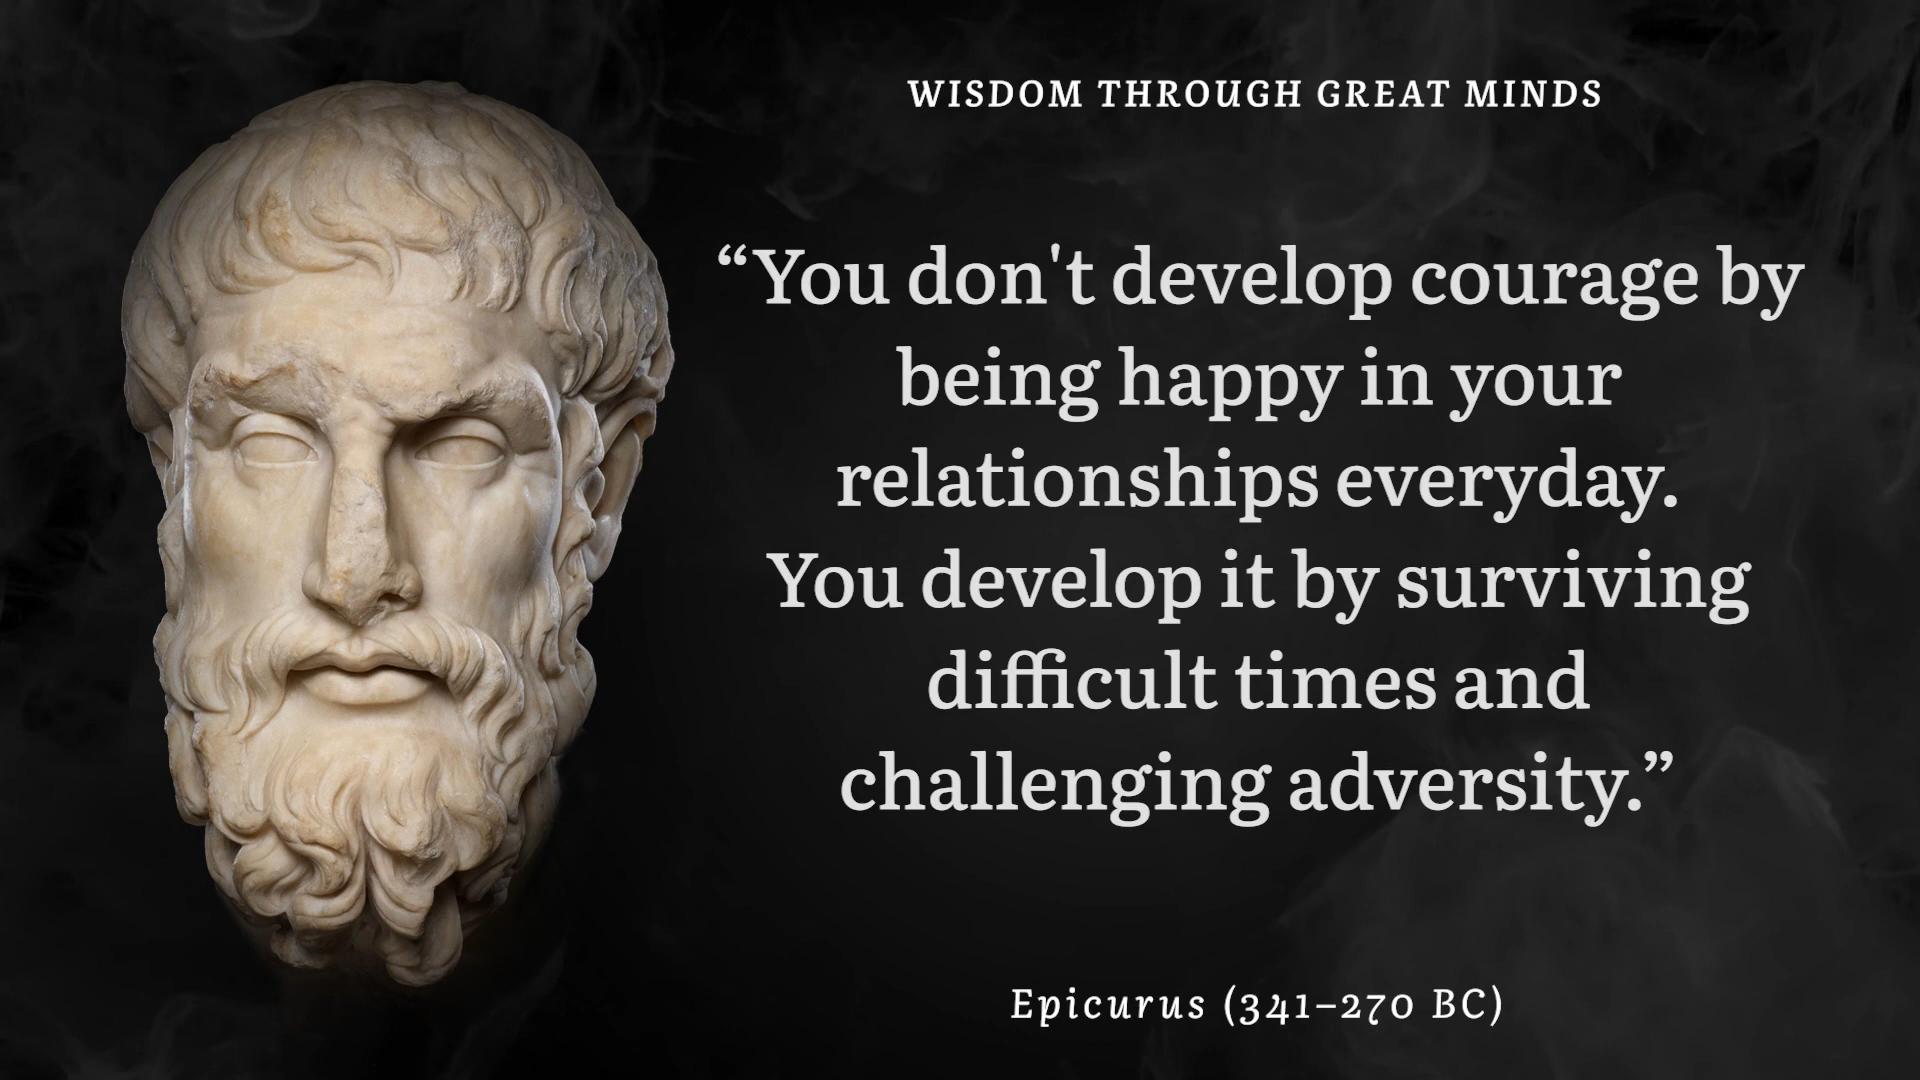 WISDOM THROUGH GREAT MINDS
“You don't develop courage by
being happy in your
relationships everyday.
You develop it by surviving
difficult times and
challenging adversity.”
Epicurus (341–270 BC)